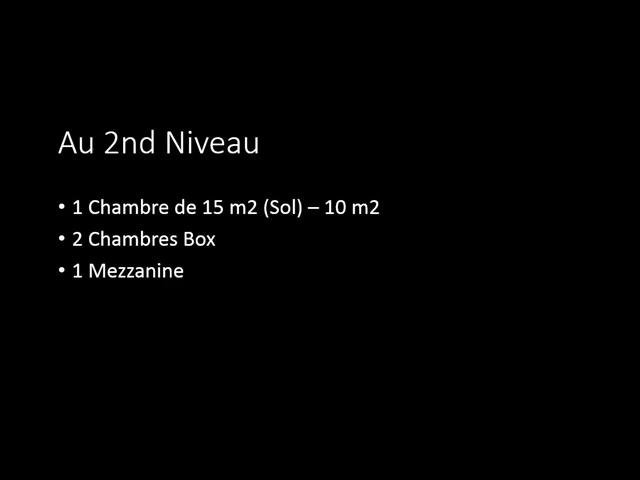 Au 2nd Niveau
• 1 Chambre de 15 m2 (Sol) – 10 m2
• 2 Chambres Box
• 1 Mezzanine